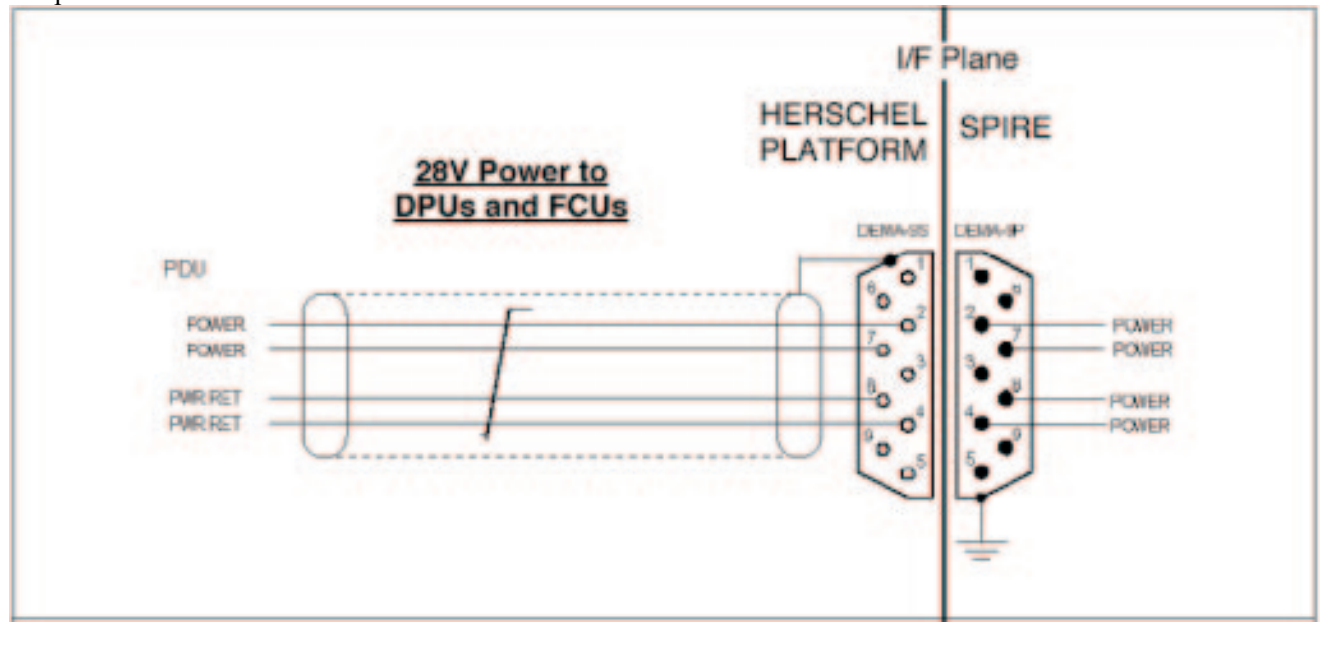 I/F Plane
HERSCHEL
PLATFORM
SPIRE
28V Power to
DPUs and FCUs
DEMA-9S
DEMA-9P
PDU
1
1
6
6
POWER
2
2
POWER
POWER
7
7
POWER
3
3
PWR RET
8
8
POWER
PWR RET
4
4
POWER
9
9
5
5